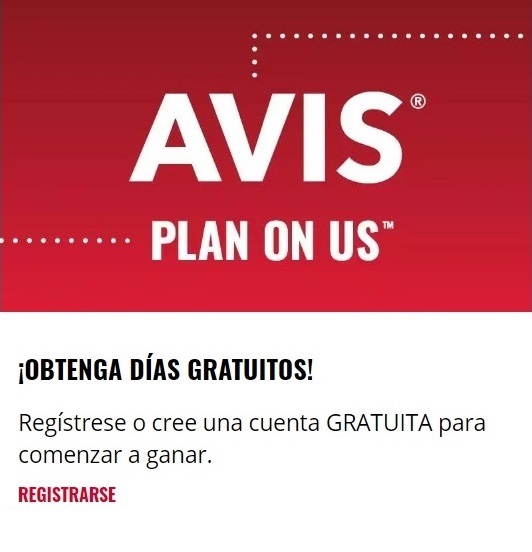 AVIS®
PLAN ON US™
¡OBTENGA DÍAS GRATUITOS!
Regístrese o cree una cuenta GRATUITA para
comenzar a ganar.
REGISTRARSE